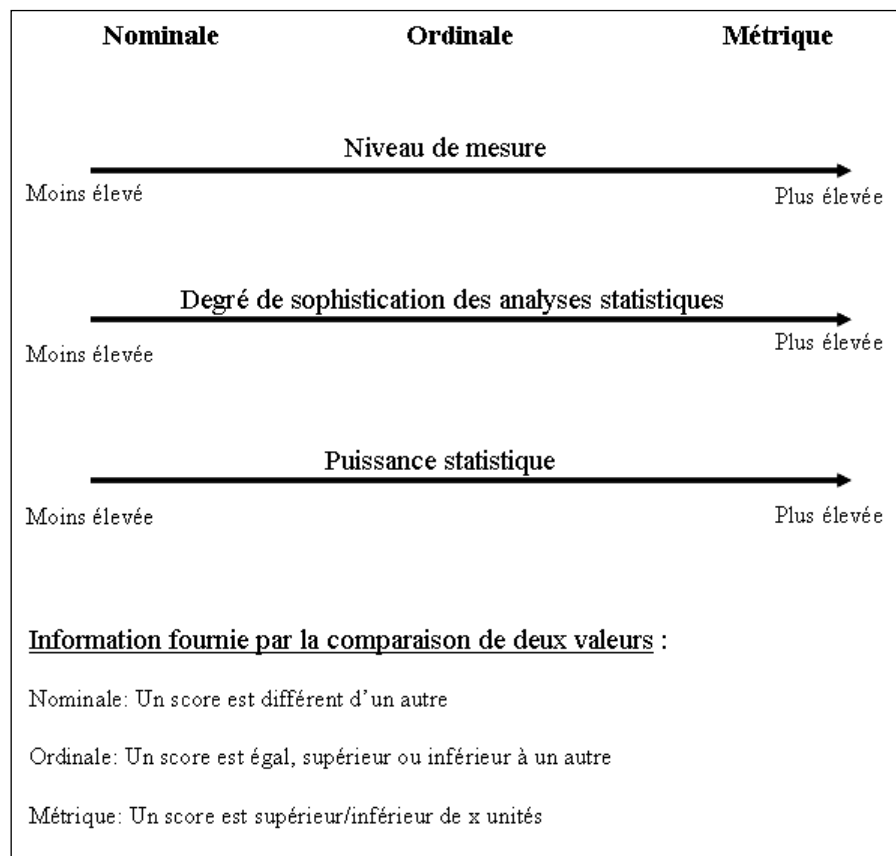 Nominale Ordinale Métrique
Niveau de mesure
Moins élevé Plus élevée
Degré de sophistication des analyses statistiques
Moins élevée Plus élevée
Puissance statistique
Moins élevée Plus élevée
Information fournie par la comparaison de deux valeurs :
Nominale: Un score est différent d'un autre
Ordinale: Un score est égal, supérieur ou inférieur à un autre
Métrique: Un score est supérieur/inférieur de x unités